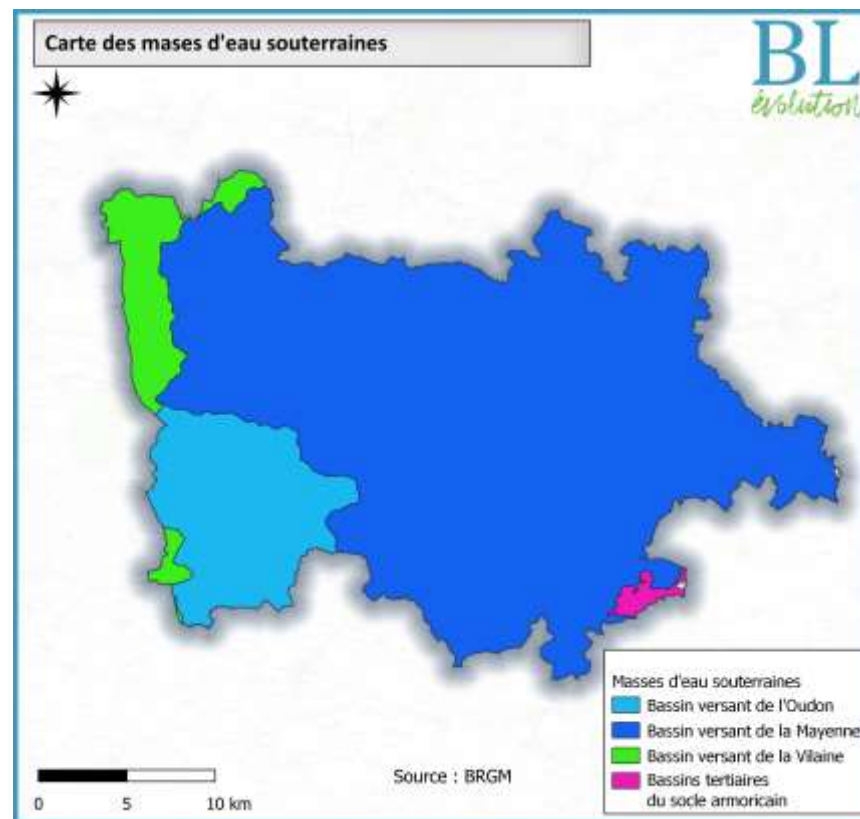 Carte des mases d'eau souterraines
BL
évolution
Masses d'eau souterraines
Bassin versant de l'Oudon
Bassin versant de la Mayenne
Bassin versant de la Vilaine
Bassins tertiaires
du socle armoricain
Source : BRGM
0 5 10 km